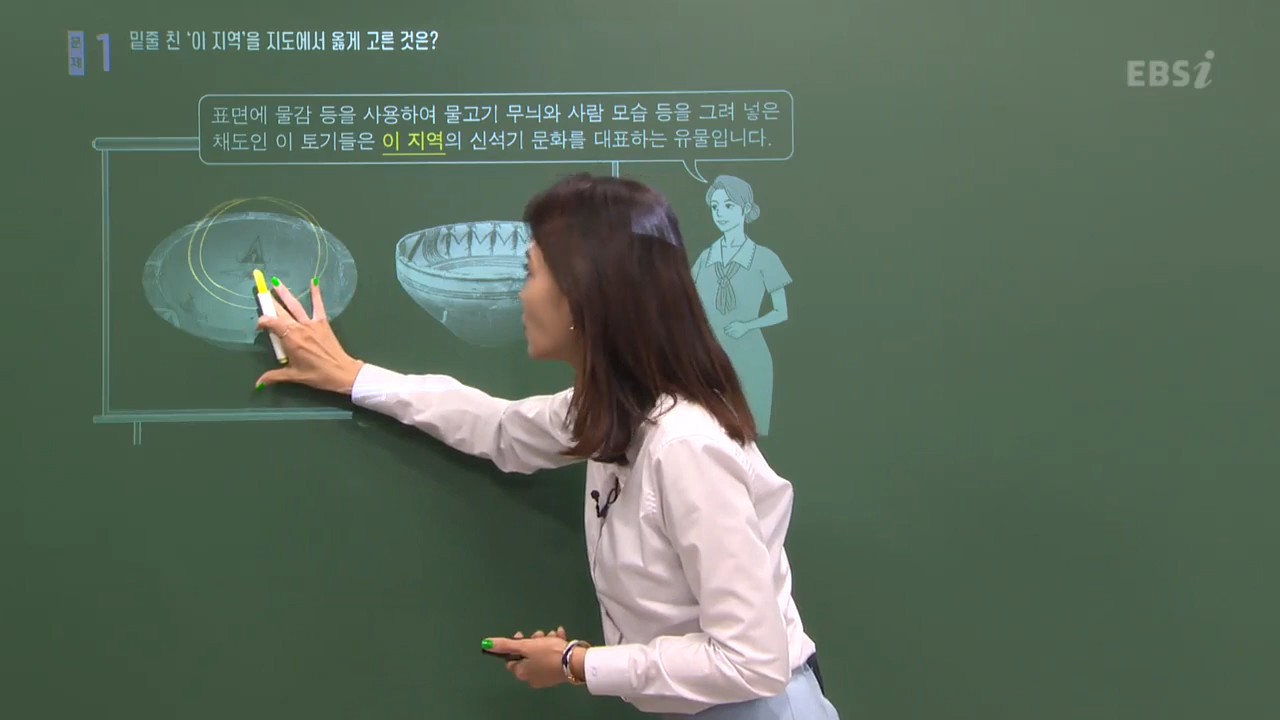 문제 1 밑줄 친 ‘이 지역’을 지도에서 옳게 고른 것은?
EBSi
표면에 물감 등을 사용하여 물고기 무늬와 사람 모습 등을 그려 넣은
채도인 이 토기들은 이 지역의 신석기 문화를 대표하는 유물입니다.